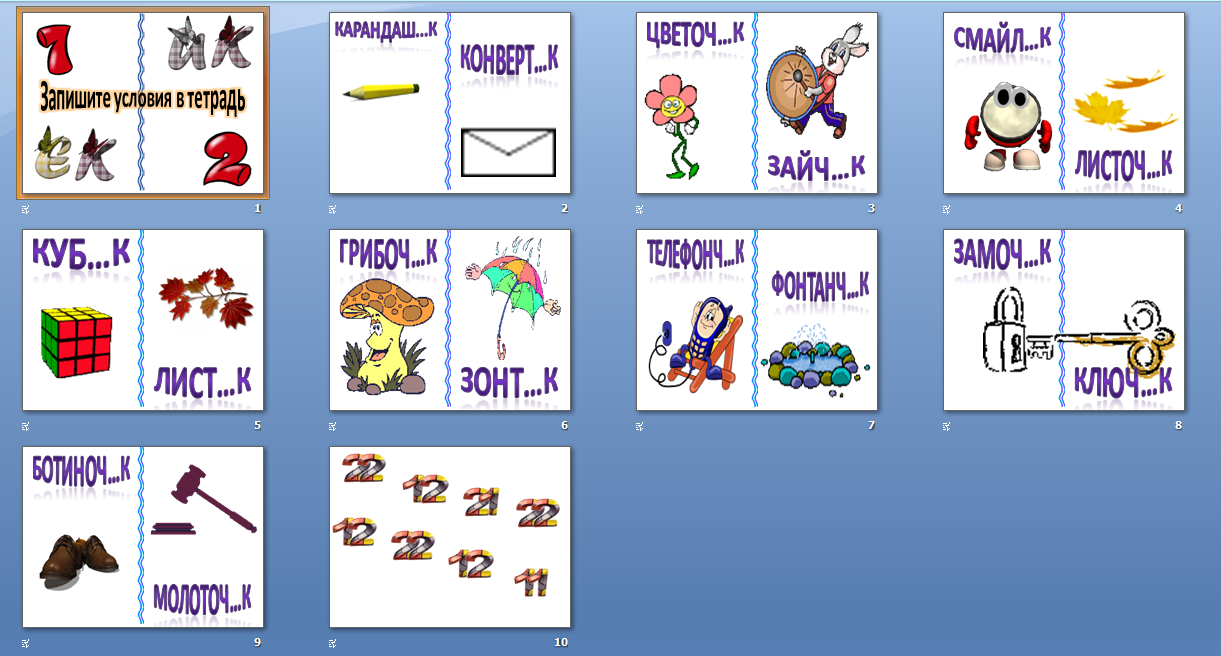 1
ик
Запишите условия в тетрадь
ек
2
1
КАРАНДАШ...К
КОНВЕРТ...К
2
ЦВЕТОЧ...К
ЗАЙЧ...К
3
СМАЙЛ...К
ЛИСТОЧ...К
4
КУБ...К
ЛИСТ...К
5
ГРИБОЧ...К
ЗОНТ...К
6
ТЕЛЕФОНЧ...К
ФОНТАНЧ...К
7
ЗАМОЧ...К
КЛЮЧ...К
8
БОТИНОЧ...К
МОЛОТОЧ...К
9
22
12
21
22
12
22
12
11
10